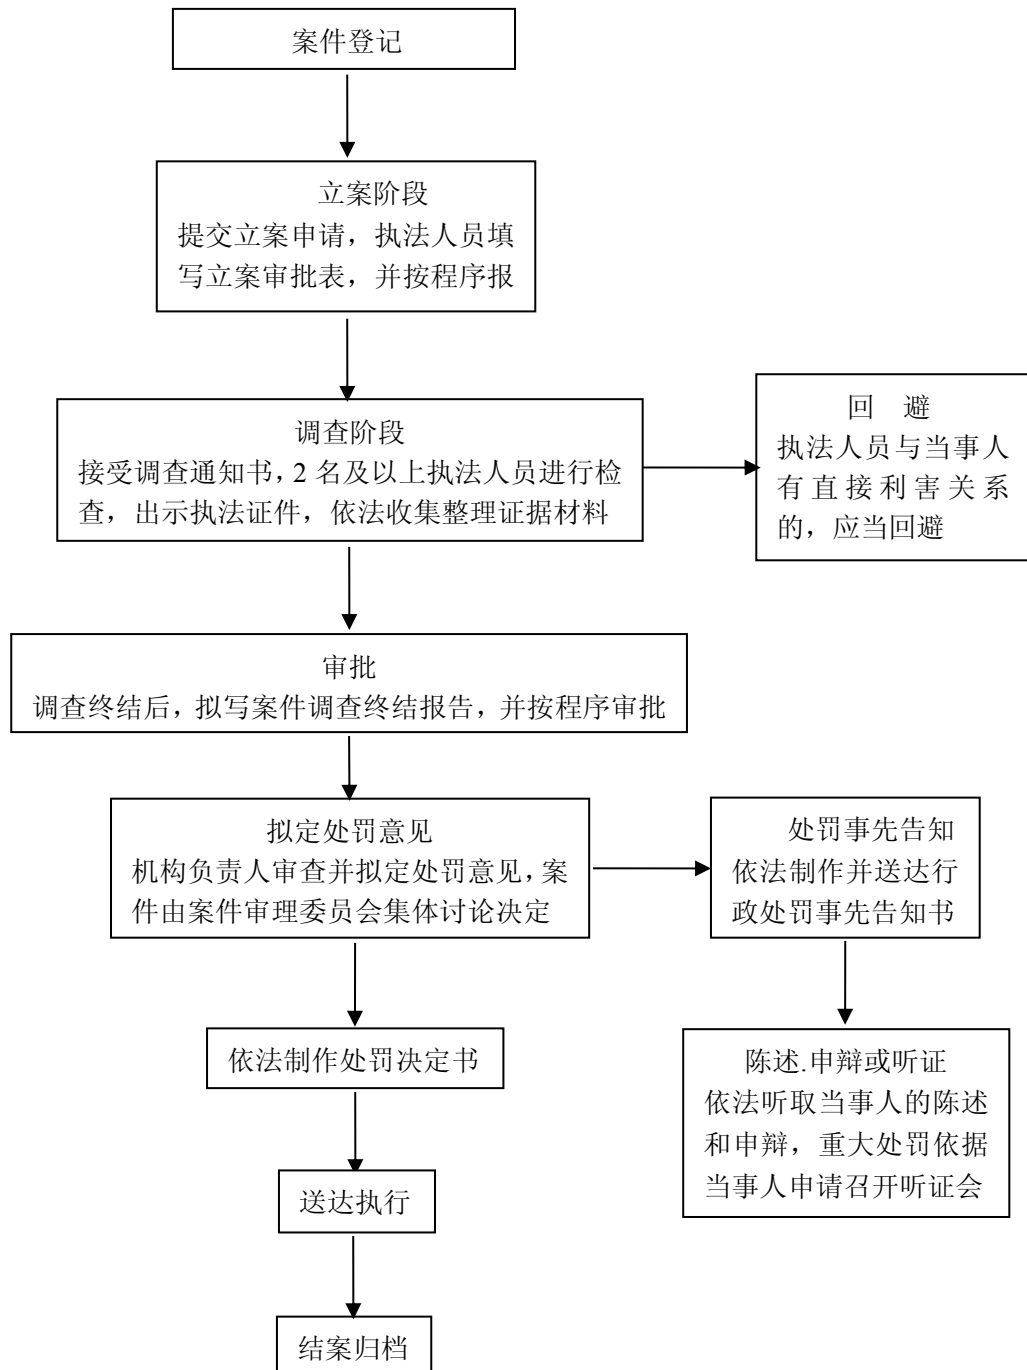 案件登记
立案阶段
提交立案申请，执法人员填
写立案审批表，并按程序报
调查阶段
接受调查通知书，2 名及以上执法人员进行检
查，出示执法证件，依法收集整理证据材料
回 避
执法人员与当事人
有直接利害关系
的，应当回避
审批
调查终结后，拟写案件调查终结报告，并按程序审批
拟定处罚意见
机构负责人审查并拟定处罚意见，案
件由案件审理委员会集体讨论决定
处罚事先告知
依法制作并送达行
政处罚事先告知书
依法制作处罚决定书
陈述.申辩或听证
依法听取当事人的陈述
和申辩，重大处罚依据
当事人申请召开听证会
送达执行
结案归档